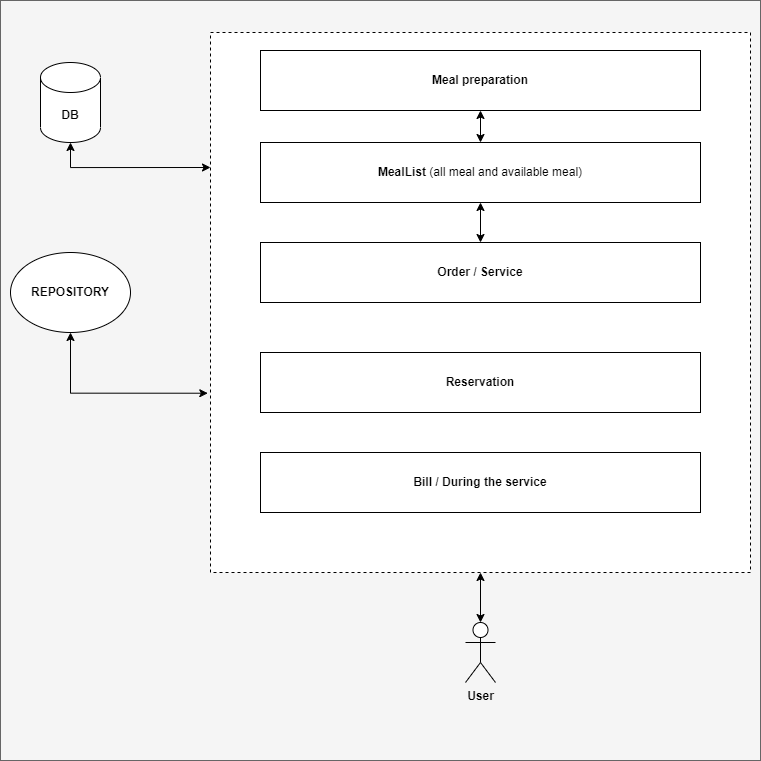 Meal preparation
DB
MealList (all meal and available meal)
Order / Service
REPOSITORY
Reservation
Bill / During the service
User